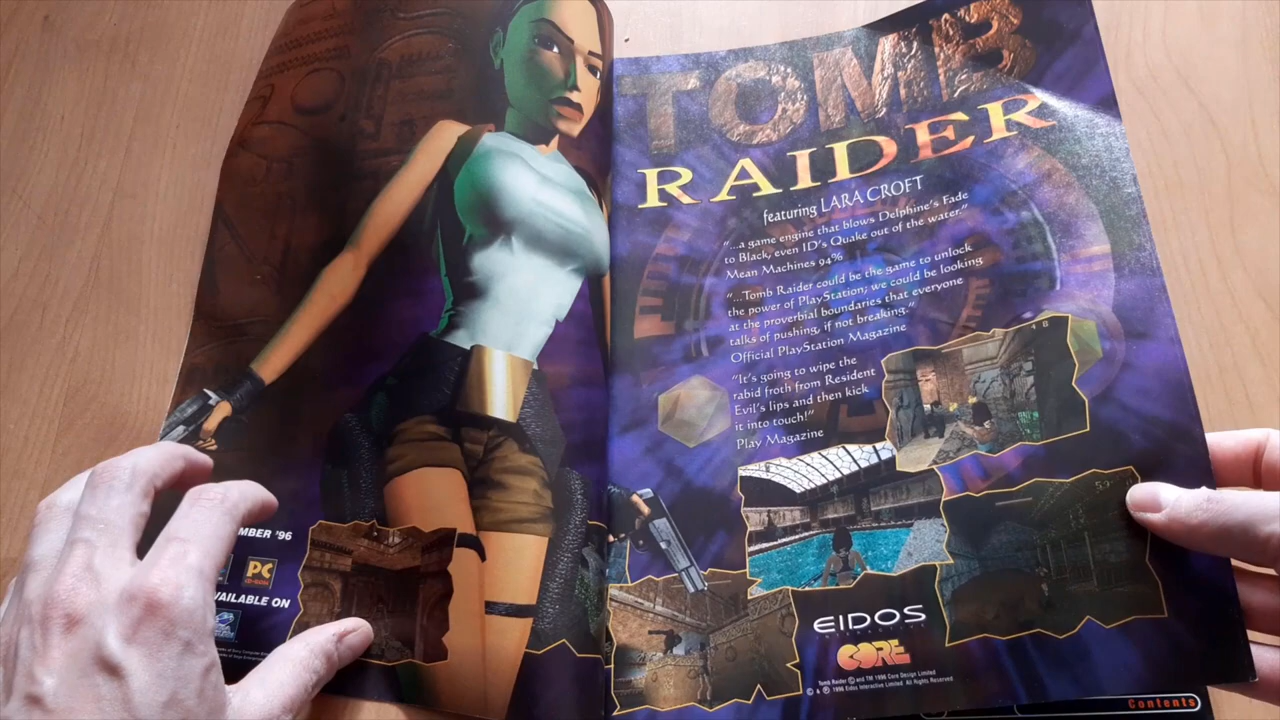 TOMB
RAIDER
featuring LARA CROFT
"...a game engine that blows Delphine's Fade
to Black, even ID's Quake out of the water."
Mean Machines 94%
"...Tomb Raider could be the game to unlock
the power of PlayStation; we could be looking
at the proverbial boundaries that everyone
talks of pushing, if not breaking."
Official PlayStation Magazine
"It's going to wipe the
rabid froth from Resident
Evil's lips and then kick
it into touch!"
Play Magazine
MBER '96
PC
CD-ROM
VAILABLE ON
EIDOS
INTERACTIVE
CORE
Tomb Raider © and TM 1996 Core Design Limited
© & ℗ 1996 Eidos Interactive Limited. All Rights Reserved
Contents